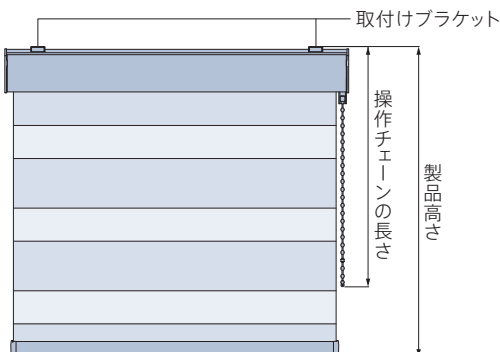 取付けブラケット
操作チェーンの長さ
製品高さ